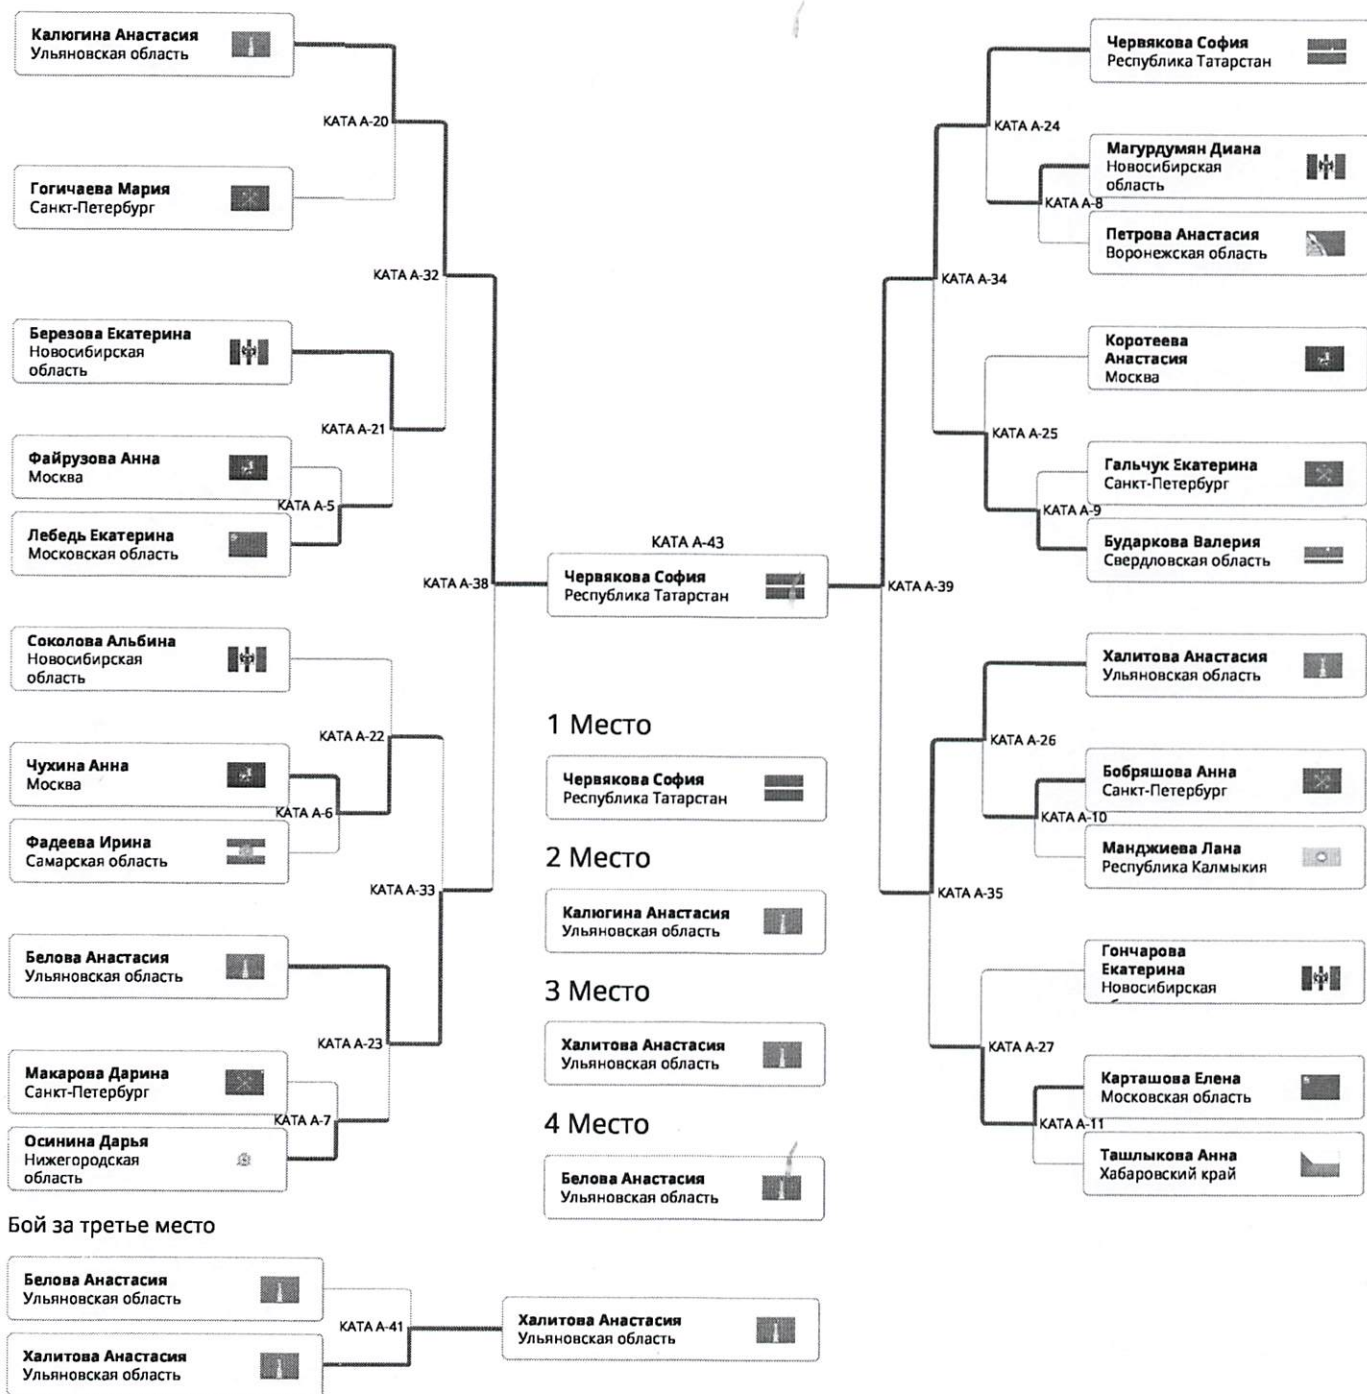 Калюгина Анастасия
Ульяновская область
КАТА А-20
Гогичаева Мария
Санкт-Петербург
КАТА А-32
Березова Екатерина
Новосибирская
область
КАТА А-21
Файрузова Анна
Москва
КАТА А-5
Лебедь Екатерина
Московская область
КАТА А-38
Соколова Альбина
Новосибирская
область
КАТА А-22
Чухина Анна
Москва
КАТА А-6
Фадеева Ирина
Самарская область
КАТА А-33
Белова Анастасия
Ульяновская область
КАТА А-23
Макарова Дарина
Санкт-Петербург
КАТА А-7
Осинина Дарья
Нижегородская
область
КАТА А-43
Червякова София
Республика Татарстан
1 Место
Червякова София
Республика Татарстан
2 Место
Калюгина Анастасия
Ульяновская область
3 Место
Халитова Анастасия
Ульяновская область
4 Место
Белова Анастасия
Ульяновская область
Червякова София
Республика Татарстан
КАТА А-24
Магурдумян Диана
Новосибирская
область
КАТА А-8
Петрова Анастасия
Воронежская область
КАТА А-34
Коротеева
Анастасия
Москва
КАТА А-25
Гальчук Екатерина
Санкт-Петербург
КАТА А-9
Бударкова Валерия
Свердловская область
КАТА А-39
Халитова Анастасия
Ульяновская область
КАТА А-26
Бобряшова Анна
Санкт-Петербург
КАТА А-10
Манджиева Лана
Республика Калмыкия
КАТА А-35
Гончарова
Екатерина
Новосибирская
КАТА А-27
Карташова Елена
Московская область
КАТА А-11
Ташлыкова Анна
Хабаровский край
Бой за третье место
Белова Анастасия
Ульяновская область
КАТА А-41
Халитова Анастасия
Ульяновская область
Халитова Анастасия
Ульяновская область